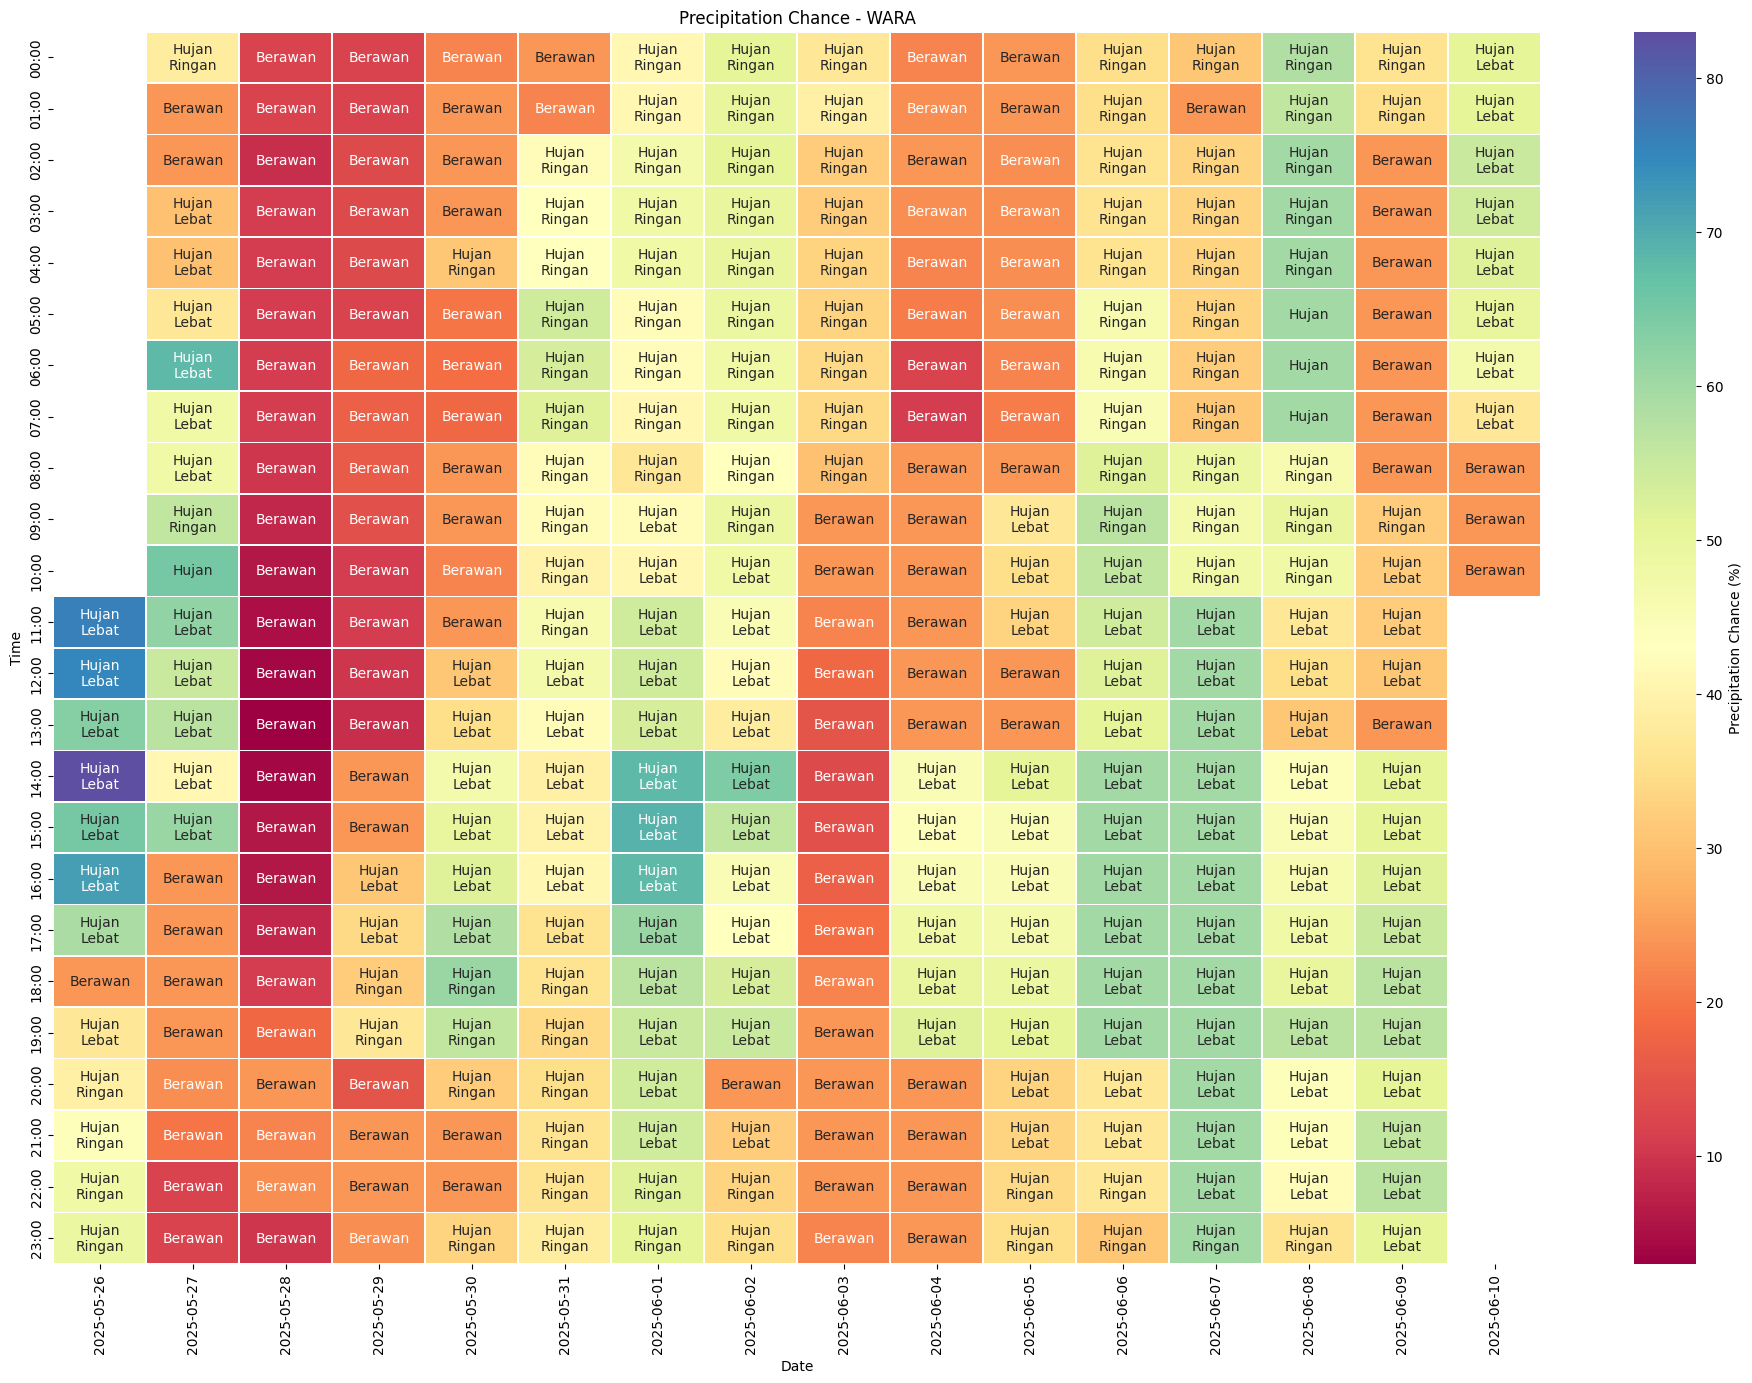 Precipitation Chance - WARA
00:00 Hujan Ringan Berawan Berawan Berawan Berawan Hujan Ringan Hujan Ringan Hujan Ringan Berawan Berawan Hujan Ringan Hujan Ringan Hujan Ringan Hujan Ringan Hujan Lebat
01:00 Berawan Berawan Berawan Berawan Berawan Hujan Ringan Hujan Ringan Hujan Ringan Berawan Berawan Hujan Ringan Berawan Hujan Ringan Hujan Ringan Hujan Lebat
02:00 Berawan Berawan Berawan Berawan Hujan Ringan Hujan Ringan Hujan Ringan Hujan Ringan Berawan Berawan Hujan Ringan Hujan Ringan Hujan Ringan Berawan Hujan Lebat
03:00 Hujan Lebat Berawan Berawan Berawan Hujan Ringan Hujan Ringan Hujan Ringan Hujan Ringan Berawan Berawan Hujan Ringan Hujan Ringan Hujan Ringan Berawan Hujan Lebat
04:00 Hujan Lebat Berawan Berawan Hujan Ringan Hujan Ringan Hujan Ringan Hujan Ringan Hujan Ringan Berawan Berawan Hujan Ringan Hujan Ringan Hujan Ringan Berawan Hujan Lebat
05:00 Hujan Lebat Berawan Berawan Berawan Hujan Ringan Hujan Ringan Hujan Ringan Hujan Ringan Berawan Berawan Hujan Ringan Hujan Ringan Hujan Berawan Hujan Lebat
06:00 Hujan Lebat Berawan Berawan Berawan Hujan Ringan Hujan Ringan Hujan Ringan Hujan Ringan Berawan Berawan Hujan Ringan Hujan Ringan Hujan Berawan Hujan Lebat
07:00 Hujan Lebat Berawan Berawan Berawan Hujan Ringan Hujan Ringan Hujan Ringan Hujan Ringan Berawan Berawan Hujan Ringan Hujan Ringan Hujan Berawan Hujan Lebat
08:00 Hujan Lebat Berawan Berawan Berawan Hujan Ringan Hujan Ringan Hujan Ringan Hujan Ringan Berawan Berawan Hujan Ringan Hujan Ringan Hujan Ringan Berawan Berawan
09:00 Hujan Ringan Berawan Berawan Berawan Hujan Ringan Hujan Lebat Hujan Ringan Berawan Berawan Hujan Lebat Hujan Ringan Hujan Ringan Hujan Ringan Hujan Ringan Berawan
10:00 Hujan Berawan Berawan Berawan Hujan Ringan Hujan Lebat Hujan Lebat Berawan Berawan Hujan Lebat Hujan Lebat Hujan Ringan Hujan Ringan Hujan Lebat Berawan
11:00 Hujan Lebat Hujan Lebat Berawan Berawan Berawan Hujan Ringan Hujan Lebat Hujan Lebat Berawan Berawan Hujan Lebat Hujan Lebat Hujan Lebat Hujan Lebat Hujan Lebat
12:00 Hujan Lebat Hujan Lebat Berawan Berawan Hujan Lebat Hujan Lebat Hujan Lebat Hujan Lebat Berawan Berawan Berawan Hujan Lebat Hujan Lebat Hujan Lebat Hujan Lebat
13:00 Hujan Lebat Hujan Lebat Berawan Berawan Hujan Lebat Hujan Lebat Hujan Lebat Hujan Lebat Berawan Berawan Berawan Hujan Lebat Hujan Lebat Hujan Lebat Berawan
14:00 Hujan Lebat Hujan Lebat Berawan Berawan Hujan Lebat Hujan Lebat Hujan Lebat Hujan Lebat Berawan Hujan Lebat Hujan Lebat Hujan Lebat Hujan Lebat Hujan Lebat Hujan Lebat
15:00 Hujan Lebat Hujan Lebat Berawan Berawan Hujan Lebat Hujan Lebat Hujan Lebat Hujan Lebat Berawan Hujan Lebat Hujan Lebat Hujan Lebat Hujan Lebat Hujan Lebat Hujan Lebat
16:00 Hujan Lebat Berawan Berawan Hujan Lebat Hujan Lebat Hujan Lebat Hujan Lebat Hujan Lebat Berawan Hujan Lebat Hujan Lebat Hujan Lebat Hujan Lebat Hujan Lebat Hujan Lebat
17:00 Hujan Lebat Berawan Berawan Hujan Lebat Hujan Lebat Hujan Lebat Hujan Lebat Hujan Lebat Berawan Hujan Lebat Hujan Lebat Hujan Lebat Hujan Lebat Hujan Lebat Hujan Lebat
18:00 Berawan Berawan Berawan Hujan Ringan Hujan Ringan Hujan Ringan Hujan Lebat Hujan Lebat Berawan Hujan Lebat Hujan Lebat Hujan Lebat Hujan Lebat Hujan Lebat Hujan Lebat
19:00 Hujan Lebat Berawan Berawan Hujan Ringan Hujan Ringan Hujan Ringan Hujan Lebat Hujan Lebat Berawan Hujan Lebat Hujan Lebat Hujan Lebat Hujan Lebat Hujan Lebat Hujan Lebat
20:00 Hujan Ringan Berawan Berawan Berawan Hujan Ringan Hujan Ringan Hujan Lebat Berawan Berawan Berawan Hujan Lebat Hujan Lebat Hujan Lebat Hujan Lebat Hujan Lebat
21:00 Hujan Ringan Berawan Berawan Berawan Berawan Hujan Ringan Hujan Lebat Hujan Lebat Berawan Berawan Hujan Lebat Hujan Lebat Hujan Lebat Hujan Lebat Hujan Lebat
22:00 Hujan Ringan Berawan Berawan Berawan Berawan Hujan Ringan Hujan Ringan Hujan Ringan Berawan Berawan Hujan Ringan Hujan Ringan Hujan Lebat Hujan Lebat Hujan Lebat
23:00 Hujan Ringan Berawan Berawan Berawan Hujan Ringan Hujan Ringan Hujan Ringan Hujan Ringan Berawan Berawan Hujan Ringan Hujan Ringan Hujan Ringan Hujan Ringan Hujan Lebat
Time
2025-05-26 2025-05-27 2025-05-28 2025-05-29 2025-05-30 2025-05-31 2025-06-01 2025-06-02 2025-06-03 2025-06-04 2025-06-05 2025-06-06 2025-06-07 2025-06-08 2025-06-09 2025-06-10
Date
80
70
60
50
40
30
20
10
Precipitation Chance (%)